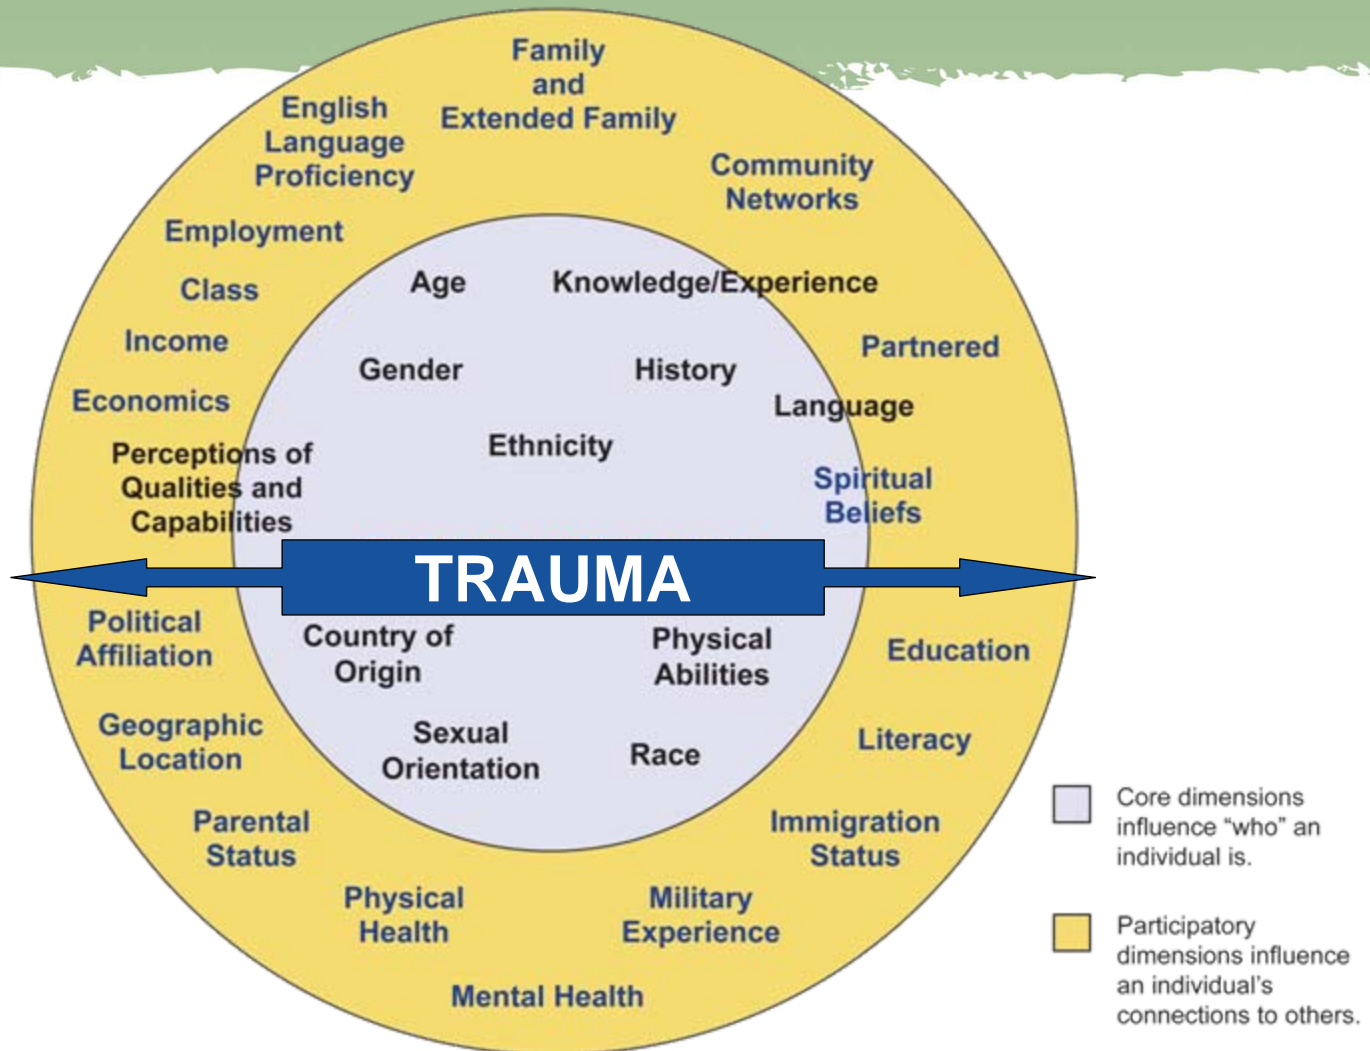 Family
and
Extended Family
English
Language
Proficiency
Community
Networks
Employment
Age
Knowledge/Experience
Class
Income
Partnered
Gender
History
Economics
Language
Ethnicity
Perceptions of
Qualities and
Capabilities
Spiritual
Beliefs
TRAUMA
Political
Affiliation
Country of
Origin
Physical
Abilities
Education
Geographic
Location
Sexual
Orientation
Race
Literacy
Parental
Status
Immigration
Status
Physical
Health
Military
Experience
Mental Health
Core dimensions
influence “who” an
individual is.
Participatory
dimensions influence
an individual’s
connections to others.